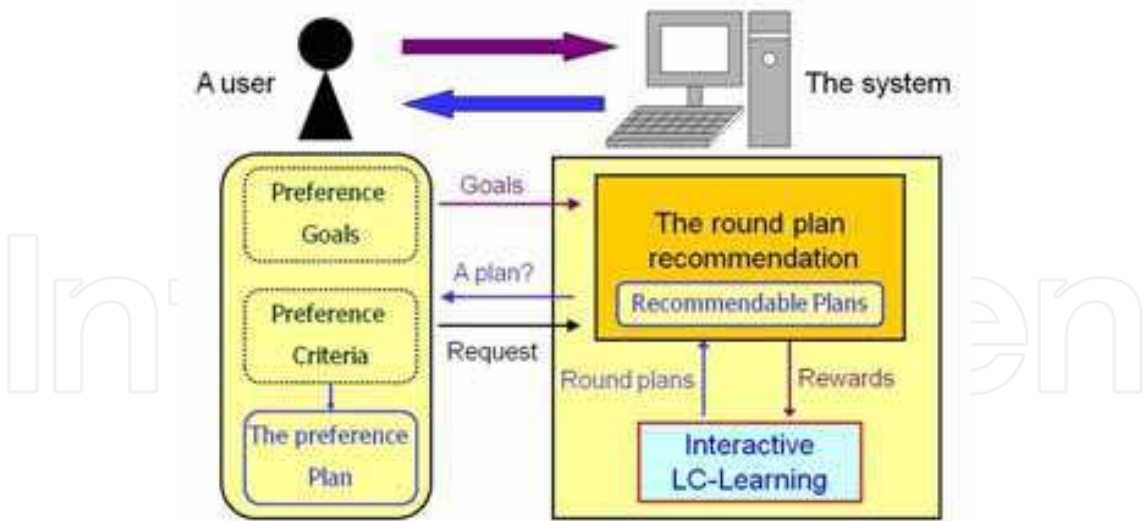 A user
The system
Preference
Goals
Preference
Criteria
The preference
Plan
Goals
A plan?
Request
The round plan
recommendation
Recommendable Plans
Round plans
Rewards
Interactive
LC-Learning